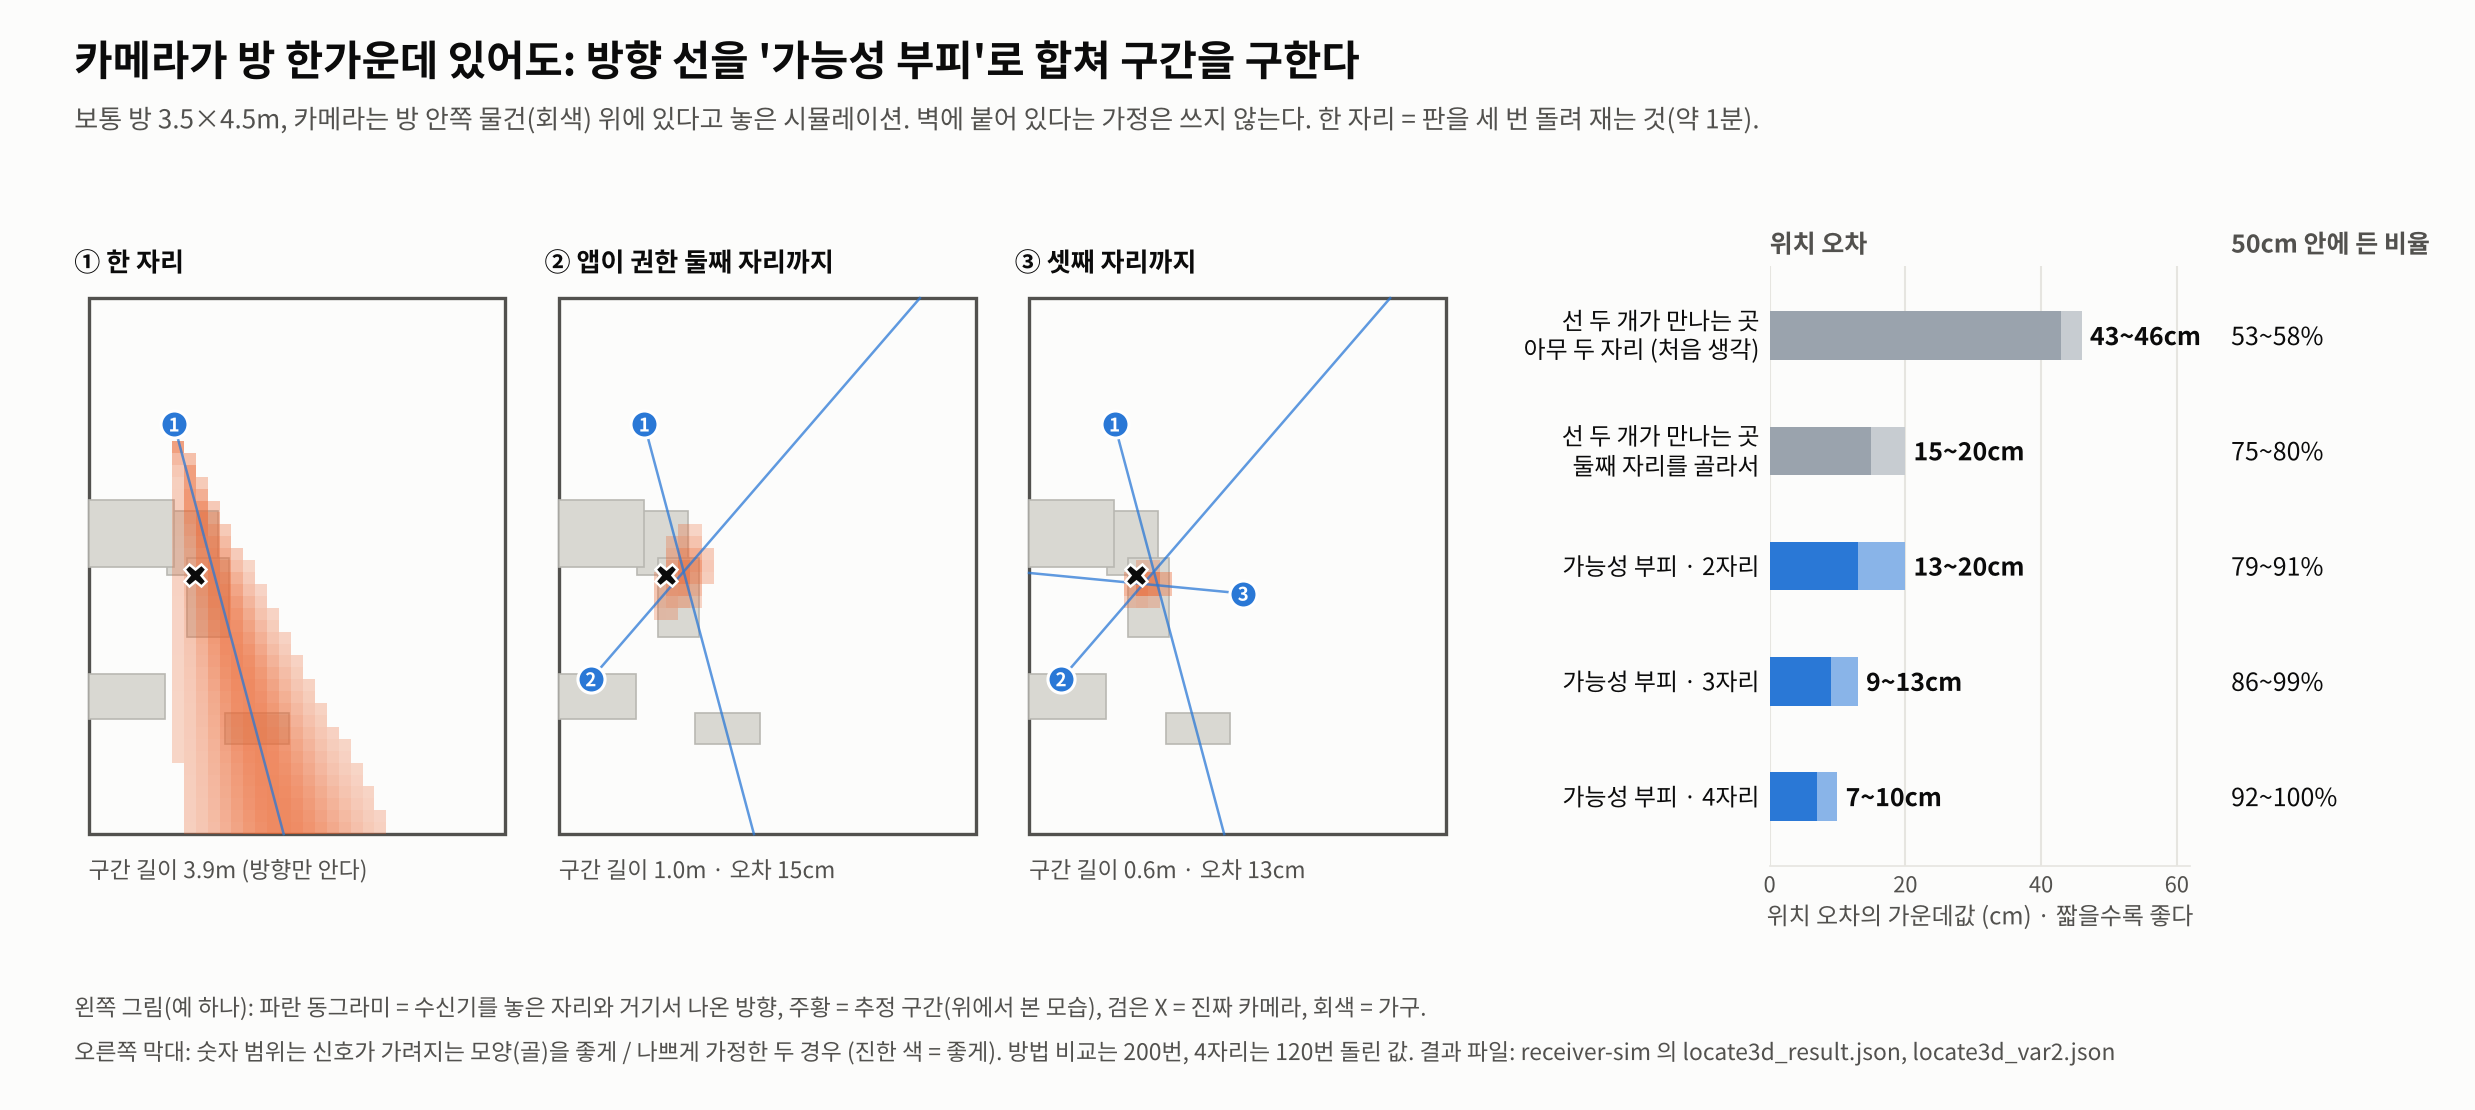 카메라가 방 한가운데 있어도: 방향 선을 '가능성 부피'로 합쳐 구간을 구한다
보통 방 3.5×4.5m, 카메라는 방 안쪽 물건(회색) 위에 있다고 놓은 시뮬레이션. 벽에 붙어 있다는 가정은 쓰지 않는다. 한 자리 = 판을 세 번 돌려 재는 것(약 1분).
① 한 자리
1
구간 길이 3.9m (방향만 안다)
② 앱이 권한 둘째 자리까지
1
2
구간 길이 1.0m · 오차 15cm
③ 셋째 자리까지
1
3
2
구간 길이 0.6m · 오차 13cm
위치 오차
50cm 안에 든 비율
선 두 개가 만나는 곳
아무 두 자리 (처음 생각)
43~46cm
53~58%
선 두 개가 만나는 곳
둘째 자리를 골라서
15~20cm
75~80%
가능성 부피 · 2자리
13~20cm
79~91%
가능성 부피 · 3자리
9~13cm
86~99%
가능성 부피 · 4자리
7~10cm
92~100%
0 20 40 60
위치 오차의 가운데값 (cm) · 짧을수록 좋다
왼쪽 그림(예 하나): 파란 동그라미 = 수신기를 놓은 자리와 거기서 나온 방향, 주황 = 추정 구간(위에서 본 모습), 검은 X = 진짜 카메라, 회색 = 가구.
오른쪽 막대: 숫자 범위는 신호가 가려지는 모양(골)을 좋게 / 나쁘게 가정한 두 경우 (진한 색 = 좋게). 방법 비교는 200번, 4자리는 120번 돌린 값. 결과 파일: receiver-sim 의 locate3d_result.json, locate3d_var2.json